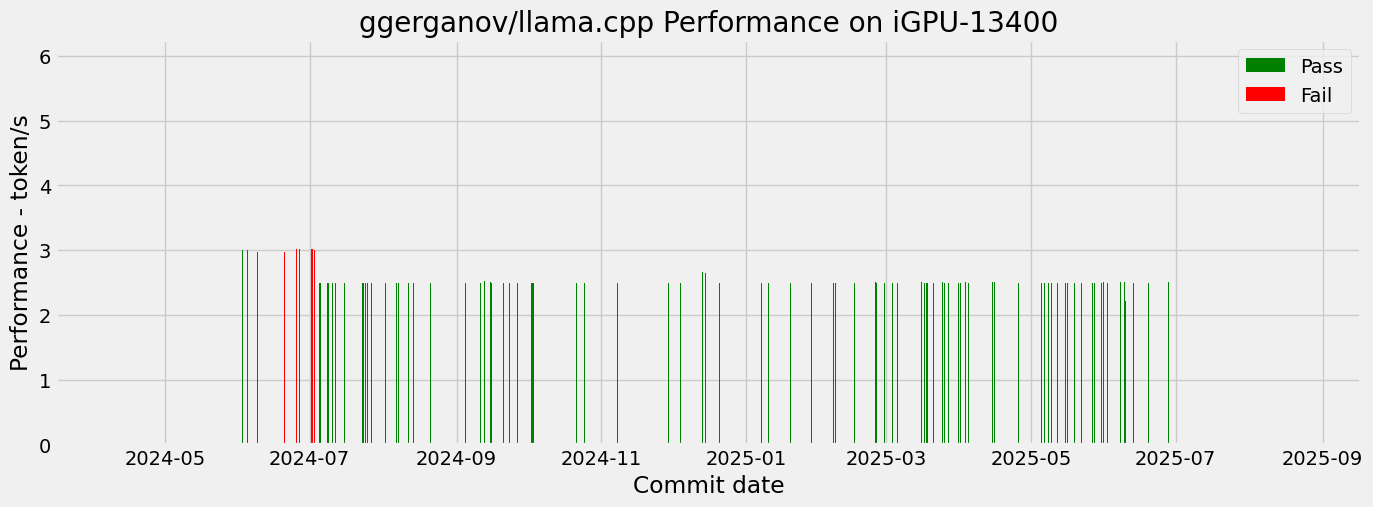 ggerganov/llama.cpp Performance on iGPU-13400
Performance - token/s
6
5
4
3
2
1
0
Pass
Fail
2024-05 2024-07 2024-09 2024-11 2025-01 2025-03 2025-05 2025-07 2025-09
Commit date